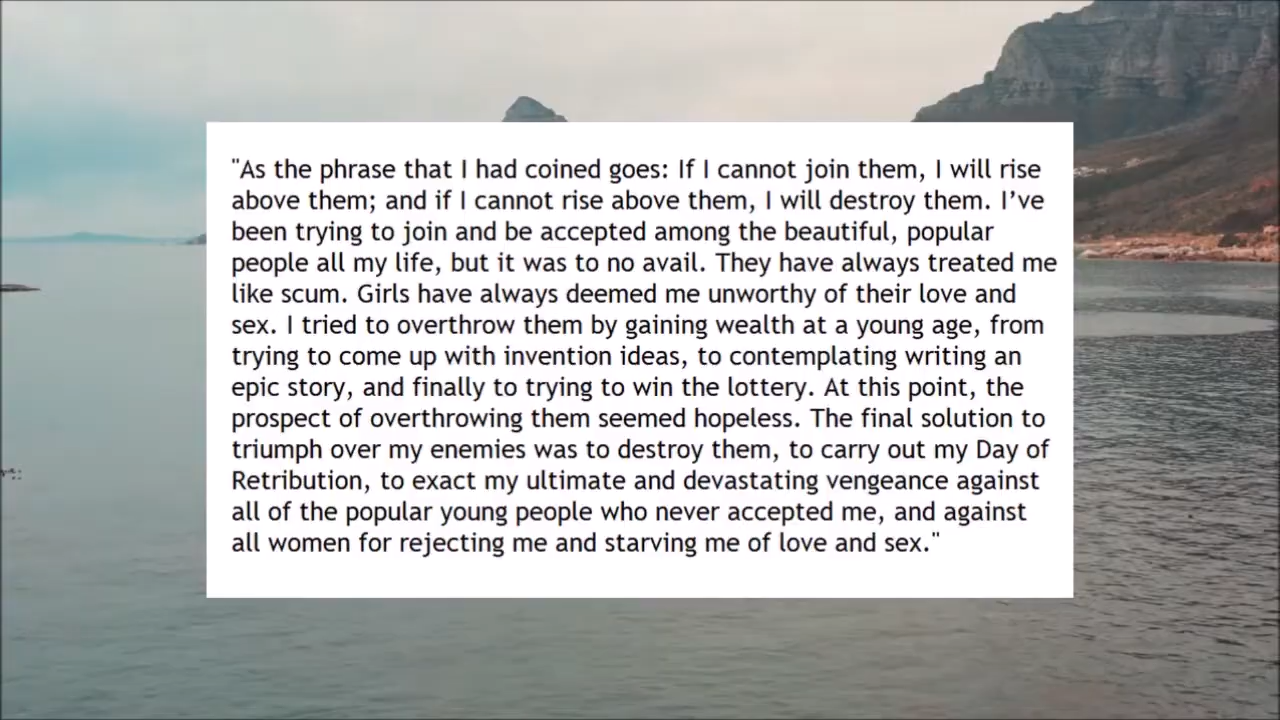 "As the phrase that I had coined goes: If I cannot join them, I will rise
above them; and if I cannot rise above them, I will destroy them. I’ve
been trying to join and be accepted among the beautiful, popular
people all my life, but it was to no avail. They have always treated me
like scum. Girls have always deemed me unworthy of their love and
sex. I tried to overthrow them by gaining wealth at a young age, from
trying to come up with invention ideas, to contemplating writing an
epic story, and finally to trying to win the lottery. At this point, the
prospect of overthrowing them seemed hopeless. The final solution to
triumph over my enemies was to destroy them, to carry out my Day of
Retribution, to exact my ultimate and devastating vengeance against
all of the popular young people who never accepted me, and against
all women for rejecting me and starving me of love and sex."